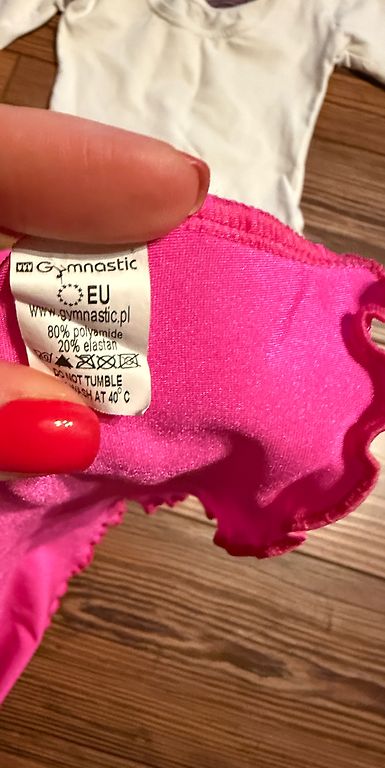 Gymnastic
EU
www.gymnastic.pl
80% polyamide
20% elastan
DO NOT TUMBLE
WASH AT 40°C